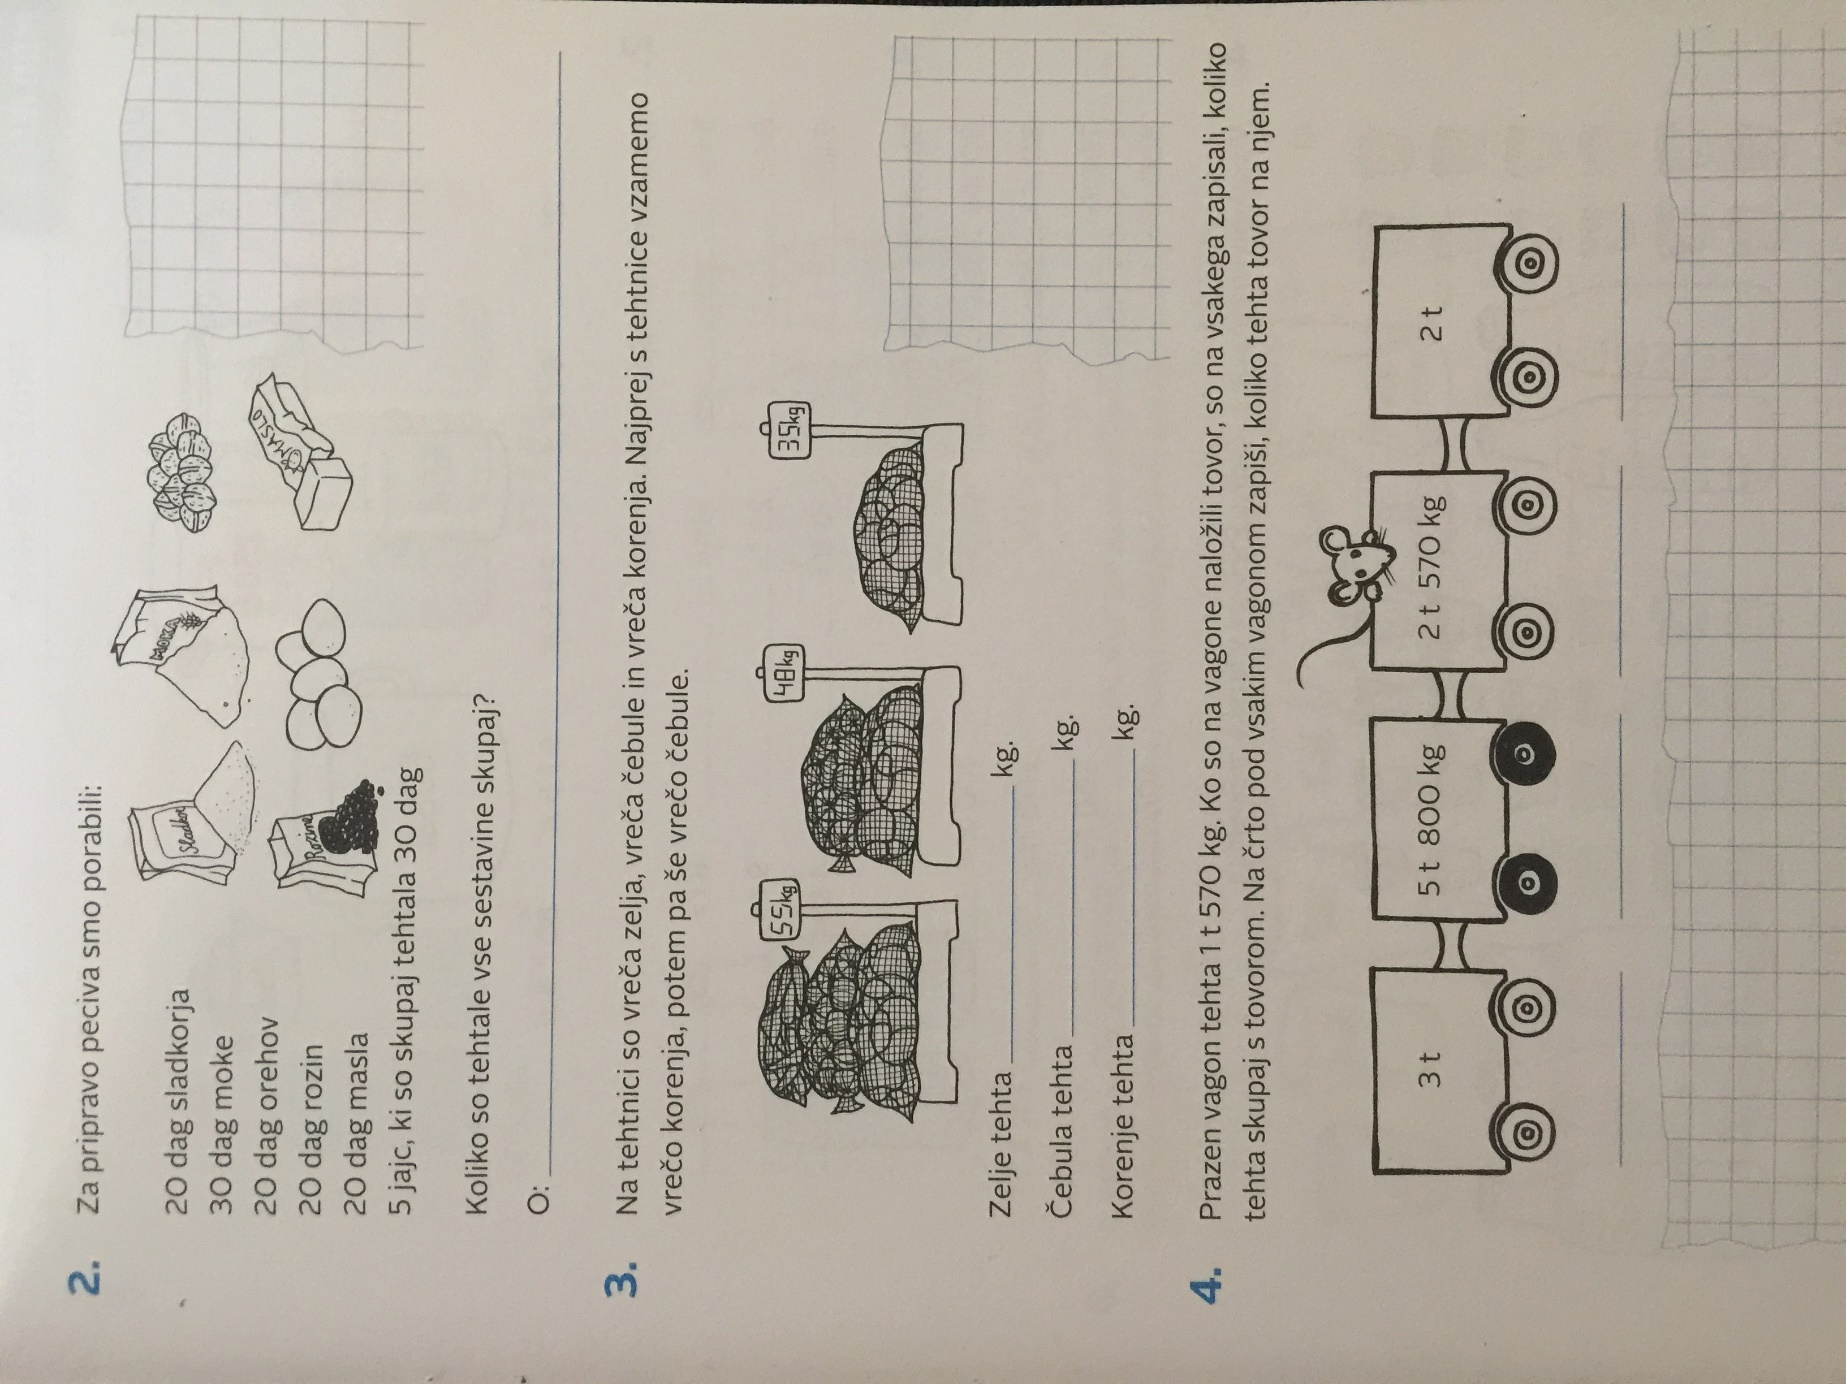 2. Za pripravo peciva smo porabili:
20 dag sladkorja
30 dag moke
20 dag orehov
20 dag rozin
20 dag masla
5 jajc, ki so skupaj tehtala 30 dag
Sladkor
MOKA
Rozine
MASLO
Koliko so tehtale vse sestavine skupaj?
O:
3. Na tehtnici so vreča zelja, vreča čebule in vreča korenja. Najprej s tehtnice vzamemo
vrečo korenja, potem pa še vrečo čebule.
55kg
48kg
35kg
Zelje tehta kg.
Čebula tehta kg.
Korenje tehta kg.
4. Prazen vagon tehta 1 t 570 kg. Ko so na vagone naložili tovor, so na vsakega zapisali, koliko
tehta skupaj s tovorom. Na črto pod vsakim vagonom zapiši, koliko tehta tovor na njem.
3 t
5 t 800 kg
2 t 570 kg
2 t